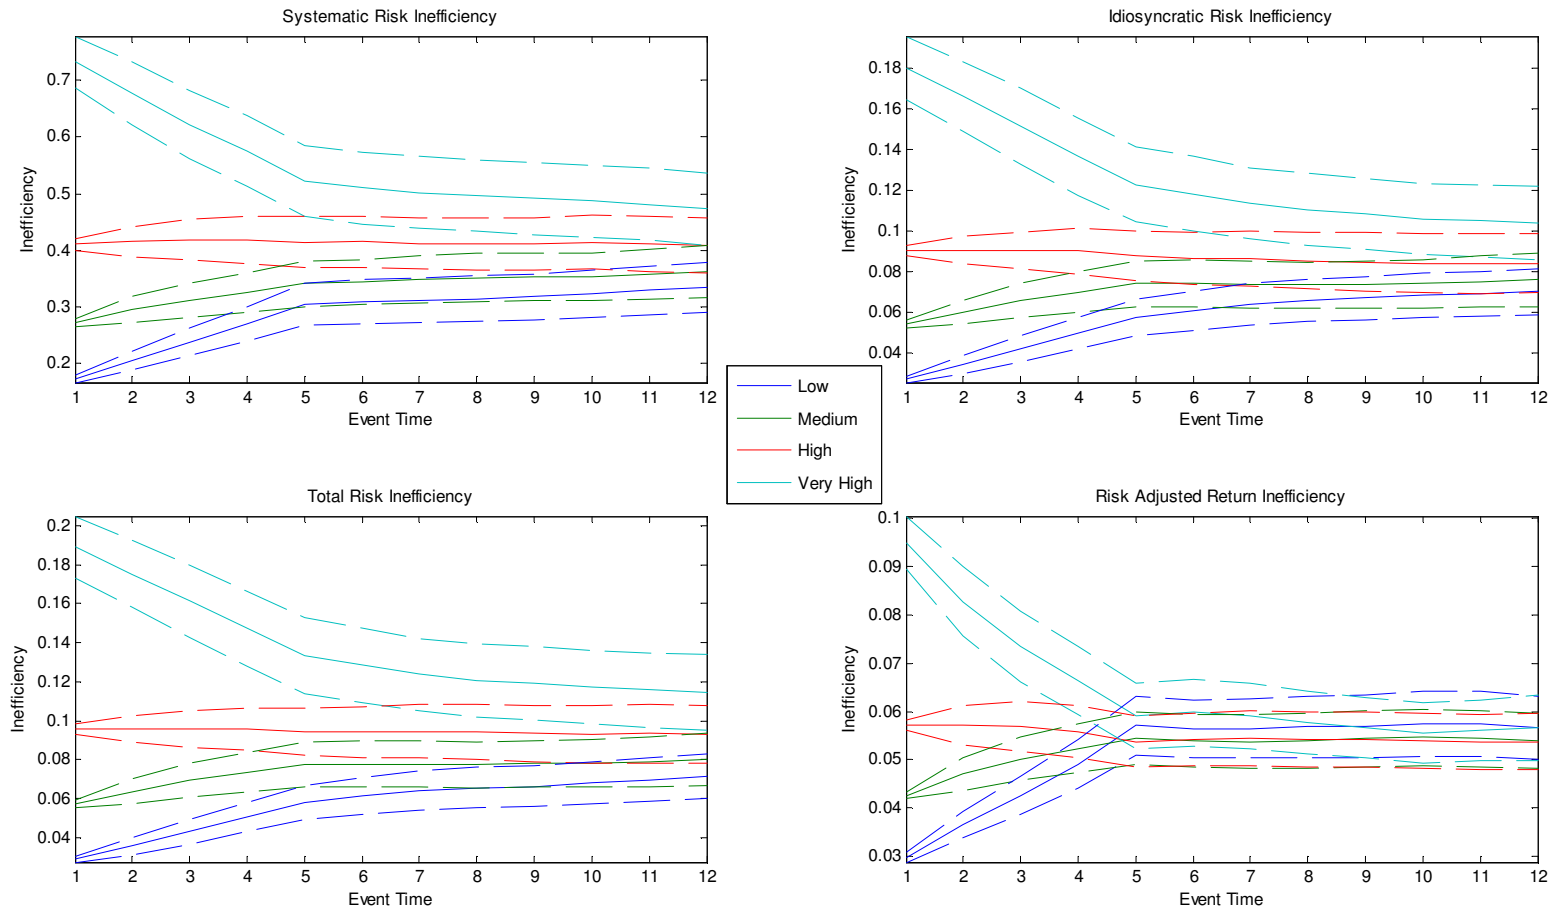 Systematic Risk Inefficiency
Inefficiency
0.7
0.6
0.5
0.4
0.3
0.2
1 2 3 4 5 6 7 8 9 10 11 12
Event Time
Idiosyncratic Risk Inefficiency
Inefficiency
0.18
0.16
0.14
0.12
0.1
0.08
0.06
0.04
1 2 3 4 5 6 7 8 9 10 11 12
Event Time
Low
Medium
High
Very High
Total Risk Inefficiency
Inefficiency
0.2
0.18
0.16
0.14
0.12
0.1
0.08
0.06
0.04
1 2 3 4 5 6 7 8 9 10 11 12
Event Time
Risk Adjusted Return Inefficiency
Inefficiency
0.1
0.09
0.08
0.07
0.06
0.05
0.04
0.03
1 2 3 4 5 6 7 8 9 10 11 12
Event Time